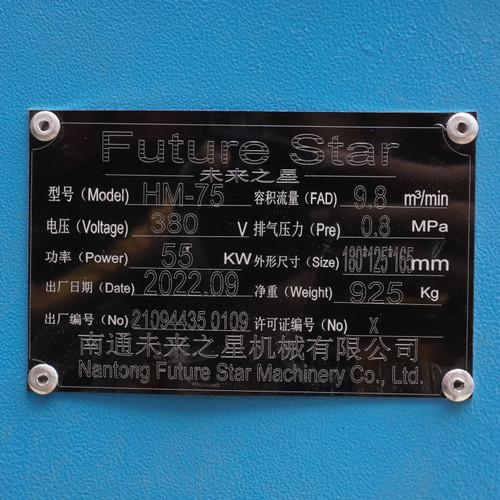 Future Star
未来之星
型号（Model) HM-75 容积流量 (FAD) 9.8 m³/min
电压 (Voltage) 380 V 排气压力 (Pre) 0.8 MPa
功率 (Power) 55 KW 外形尺寸 (Size) 180*125*165 mm
出厂日期 (Date) 2022.09 净重 (Weight) 925 Kg
出厂编号 (No) 21094435 0109 许可证编号 (No) X
南通未来之星机械有限公司
Nantong Future Star Machinery Co., Ltd.